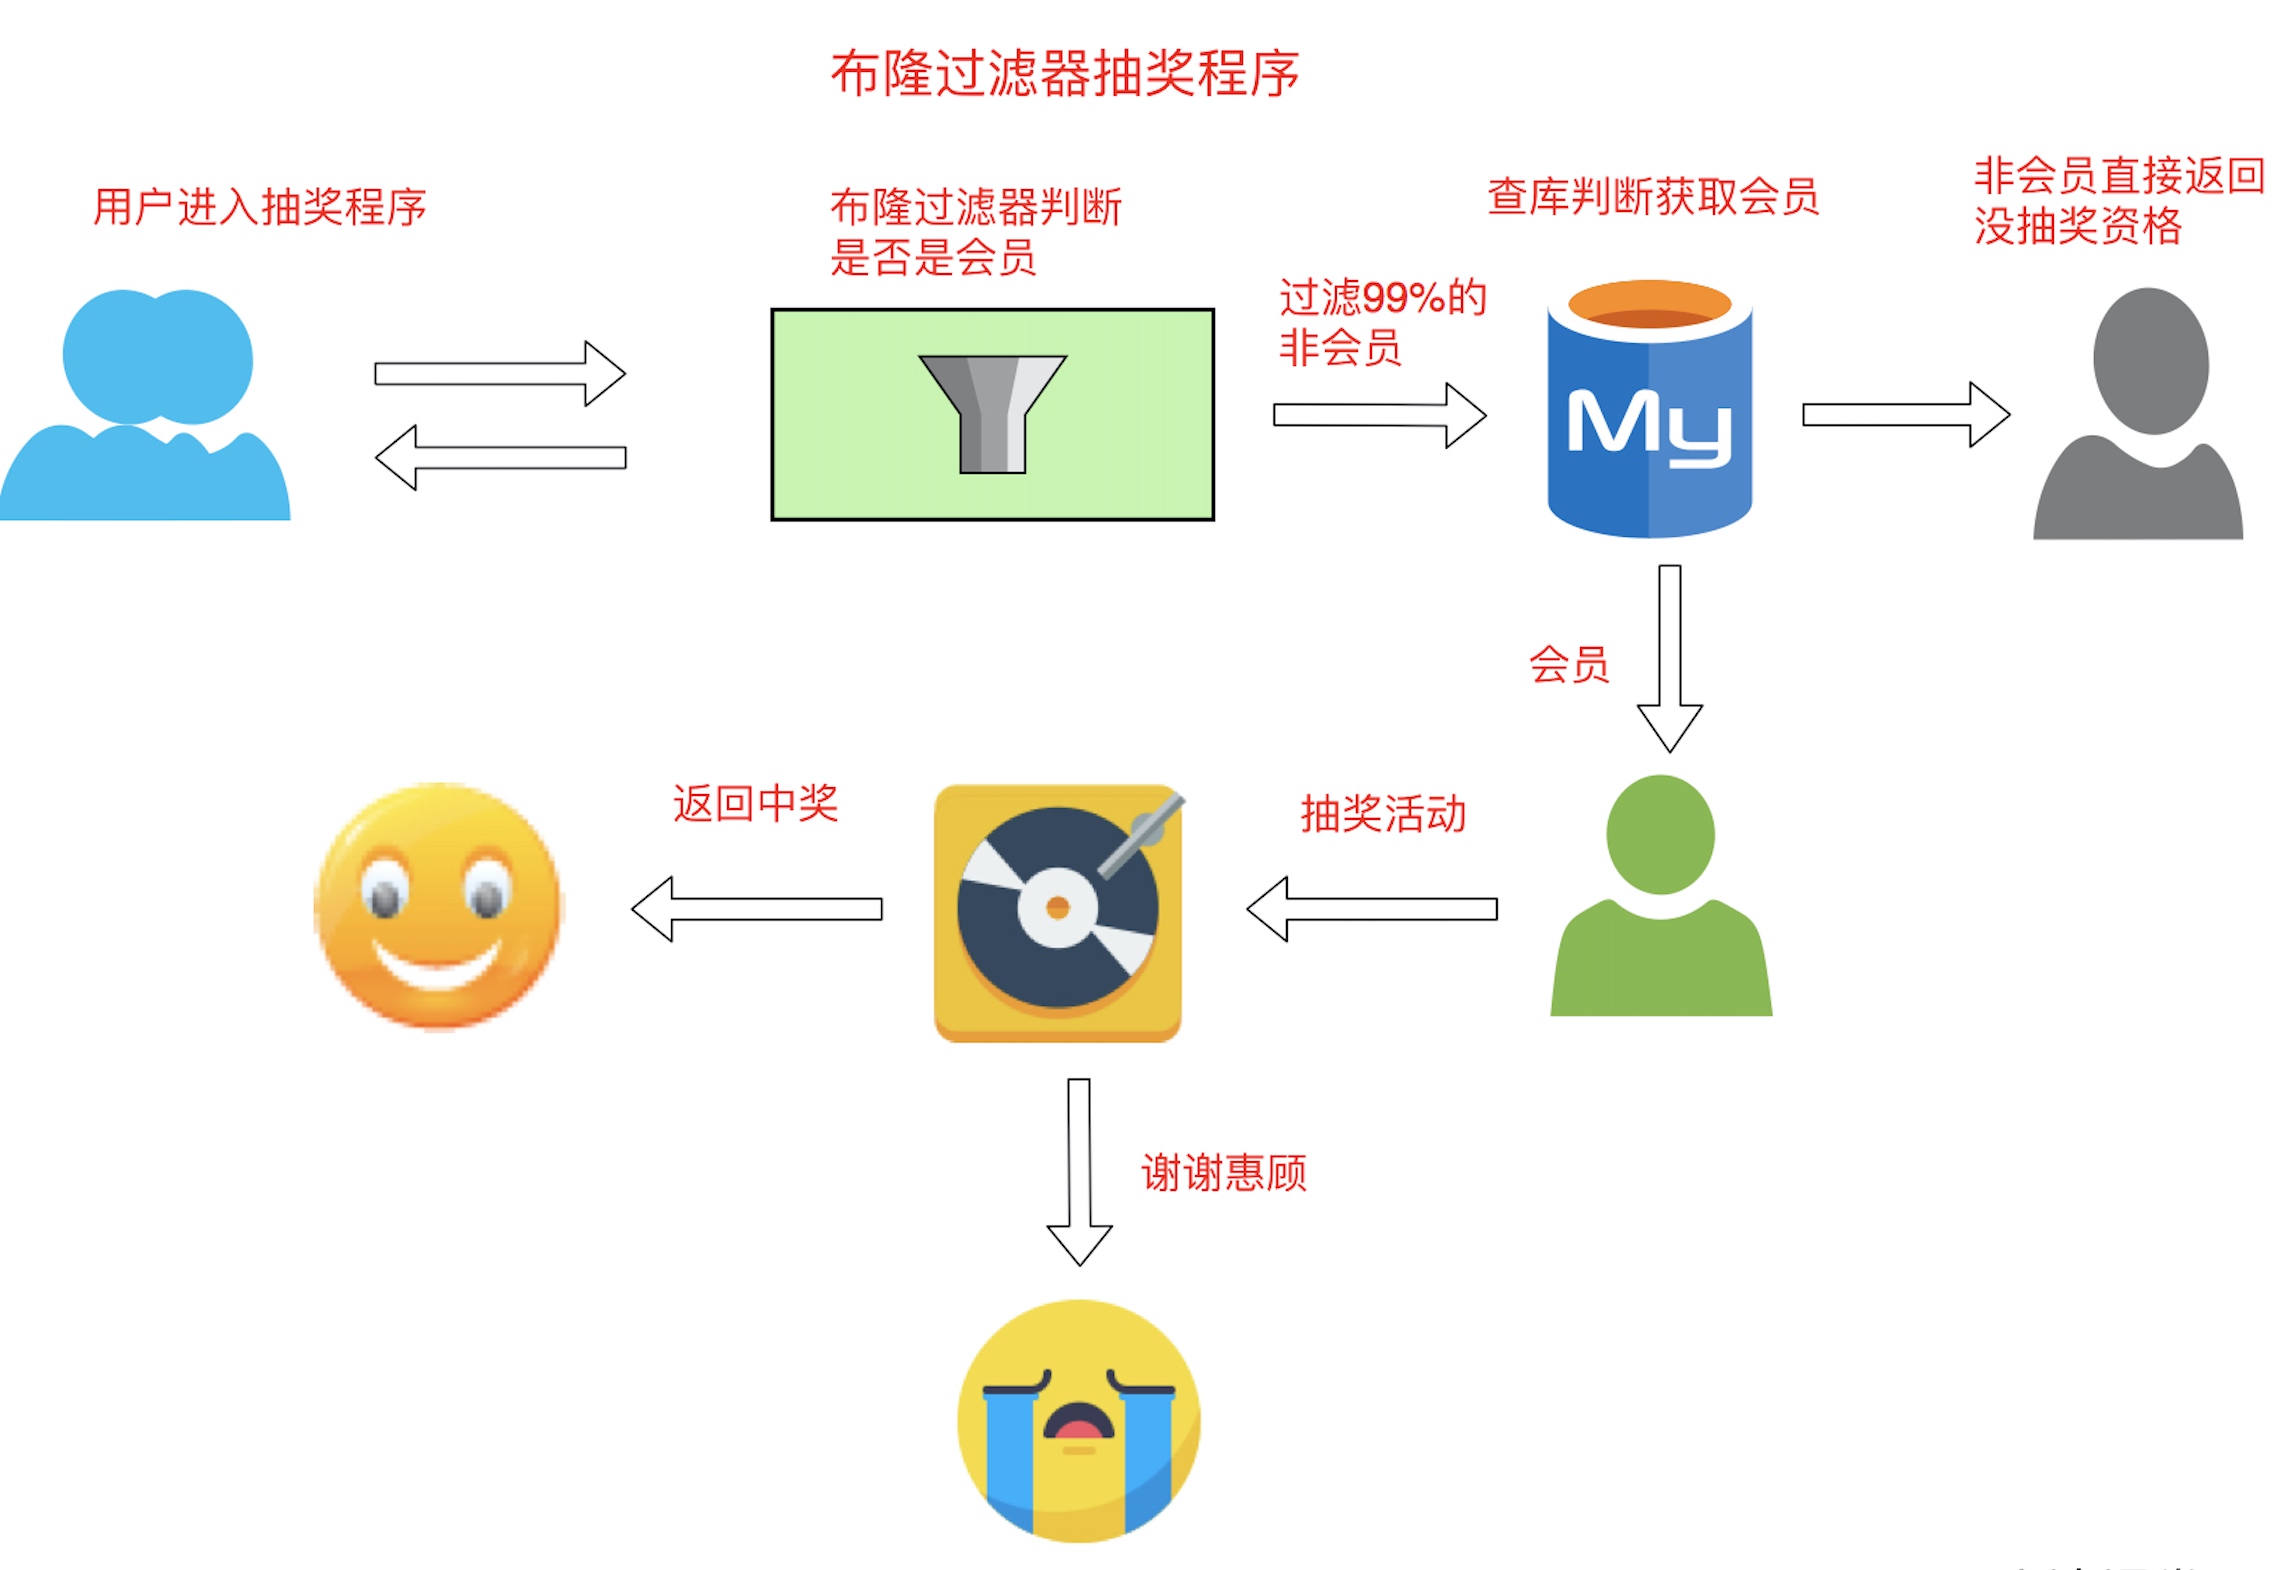 布隆过滤器抽奖程序
用户进入抽奖程序
布隆过滤器判断
是否是会员
过滤99%的
非会员
查库判断获取会员
非会员直接返回
没抽奖资格
My
会员
返回中奖
抽奖活动
谢谢惠顾